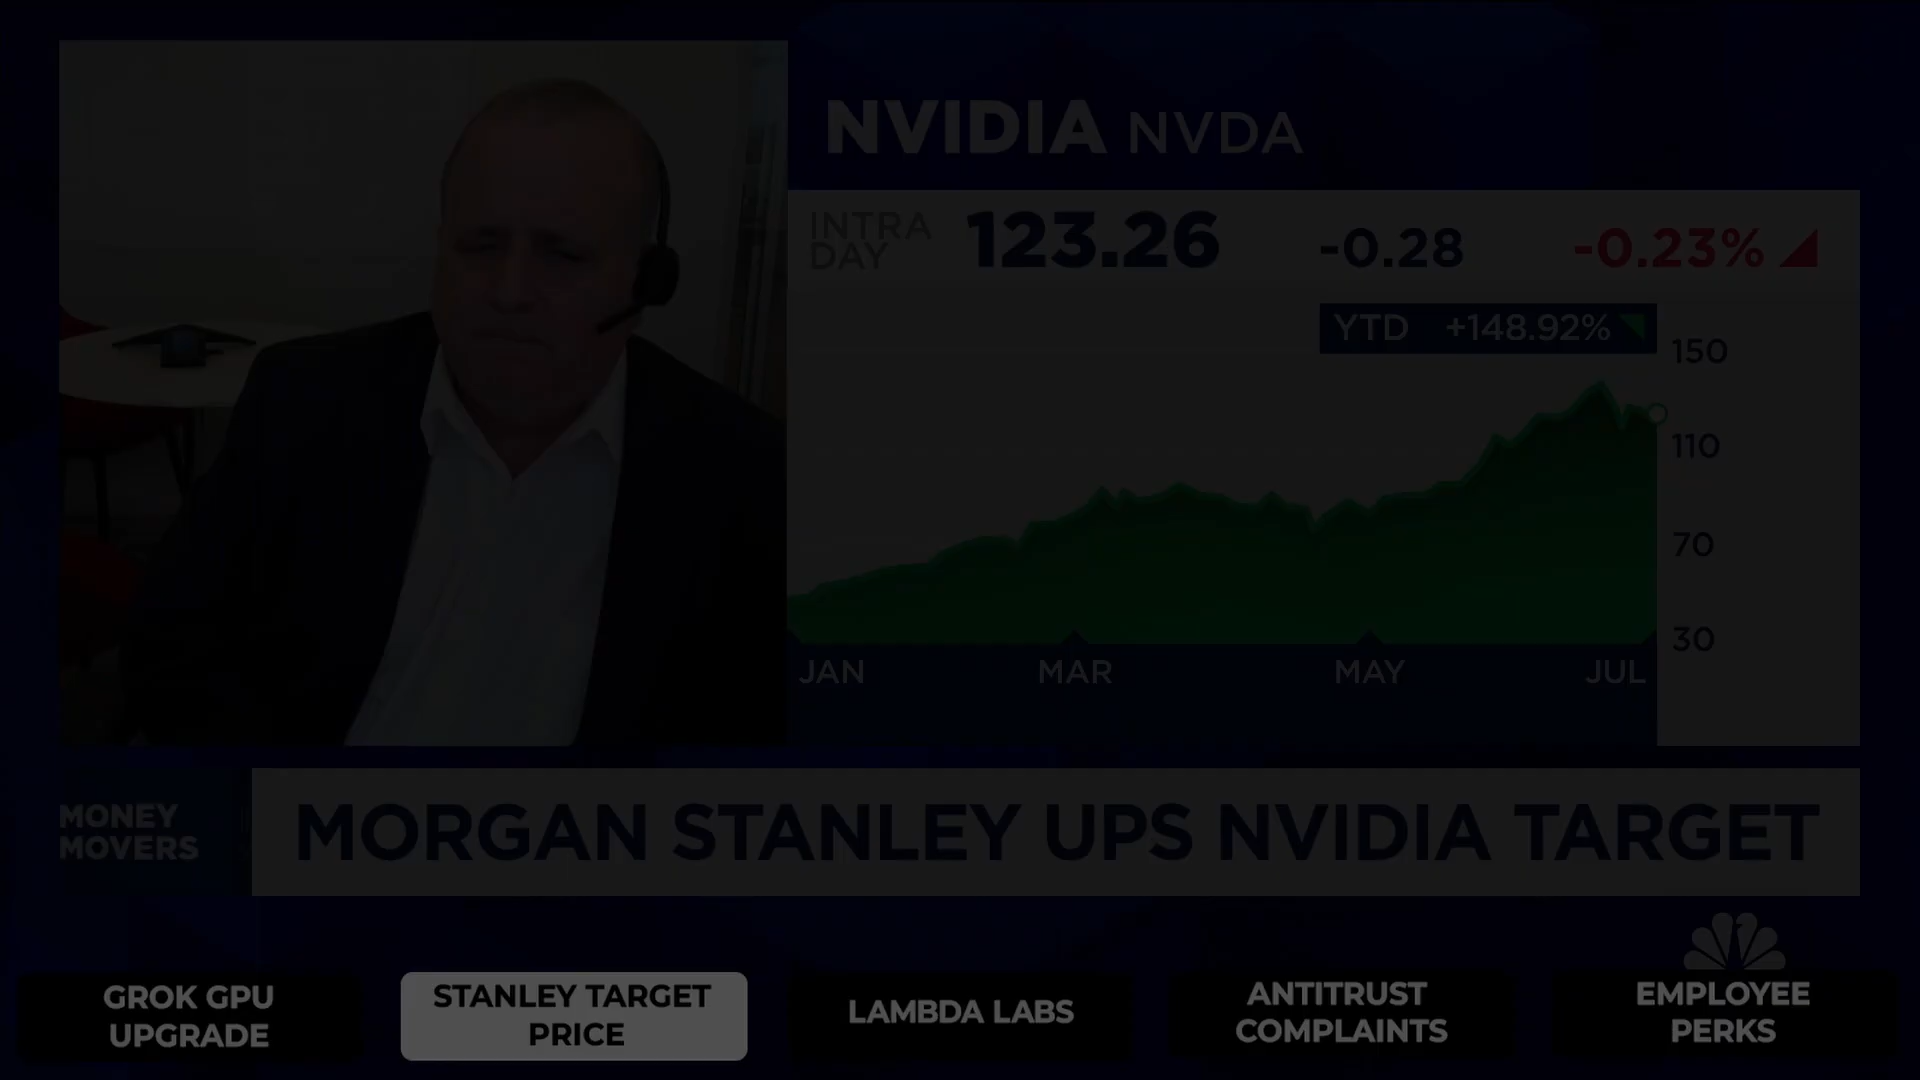 NVIDIA NVDA
INTRA
DAY
123.26 -0.28 -0.23%
YTD +148.92%
150
110
70
30
JAN MAR MAY JUL
MONEY
MOVERS
MORGAN STANLEY UPS NVIDIA TARGET
GROK GPU
UPGRADE
STANLEY TARGET
PRICE
LAMBDA LABS
ANTITRUST
COMPLAINTS
EMPLOYEE
PERKS